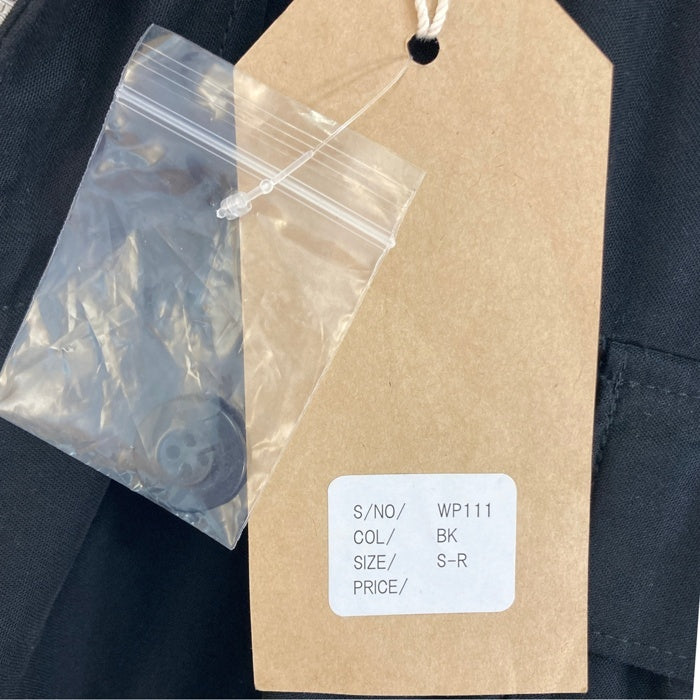 S/NO/ WP111
COL/ BK
SIZE/ S-R
PRICE/